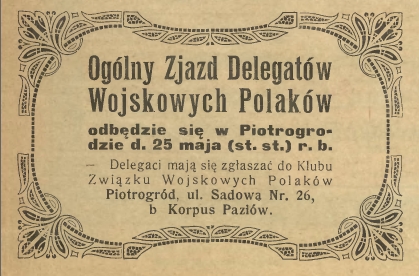 Ogólny Zjazd Delegatów
Wojskowych Polaków
odbędzie się w Piotrogro-
dzie d. 25 maja (st. st.) r. b.
— Delegaci mają się zgłaszać do Klubu
Związku Wojskowych Polaków
Piotrogród, ul. Sadowa Nr. 26,
b Korpus Paziów.